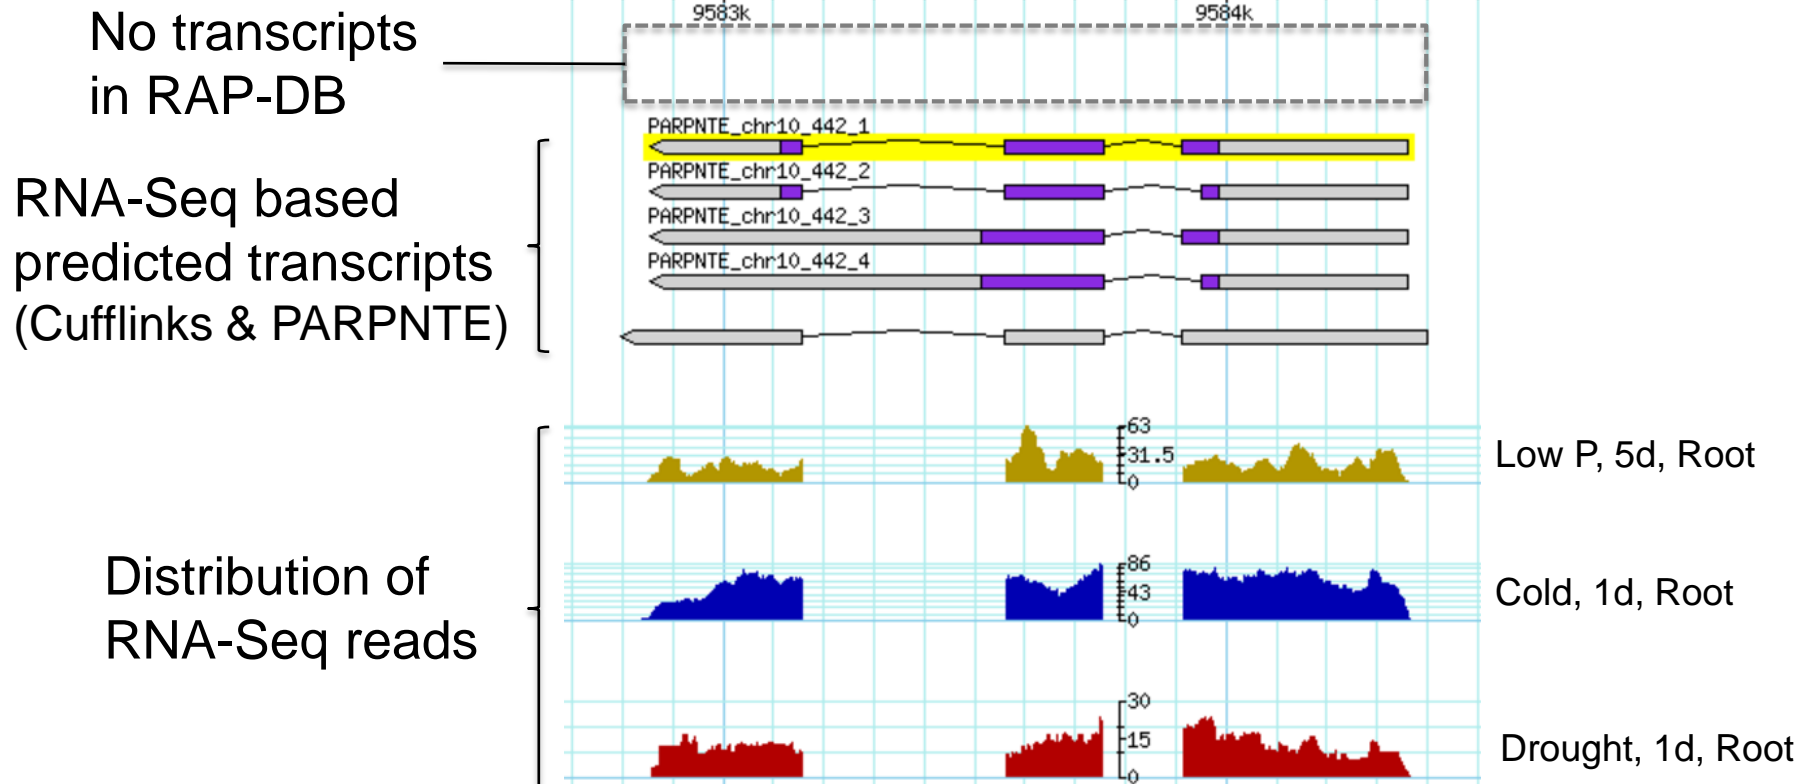 9583k
9584k
No transcripts
in RAP-DB
PARPNTE_chr10_442_1
PARPNTE_chr10_442_2
PARPNTE_chr10_442_3
PARPNTE_chr10_442_4
RNA-Seq based
predicted transcripts
(Cufflinks & PARPNTE)
63
31.5
0
Low P, 5d, Root
86
43
0
Cold, 1d, Root
Distribution of
RNA-Seq reads
30
15
0
Drought, 1d, Root